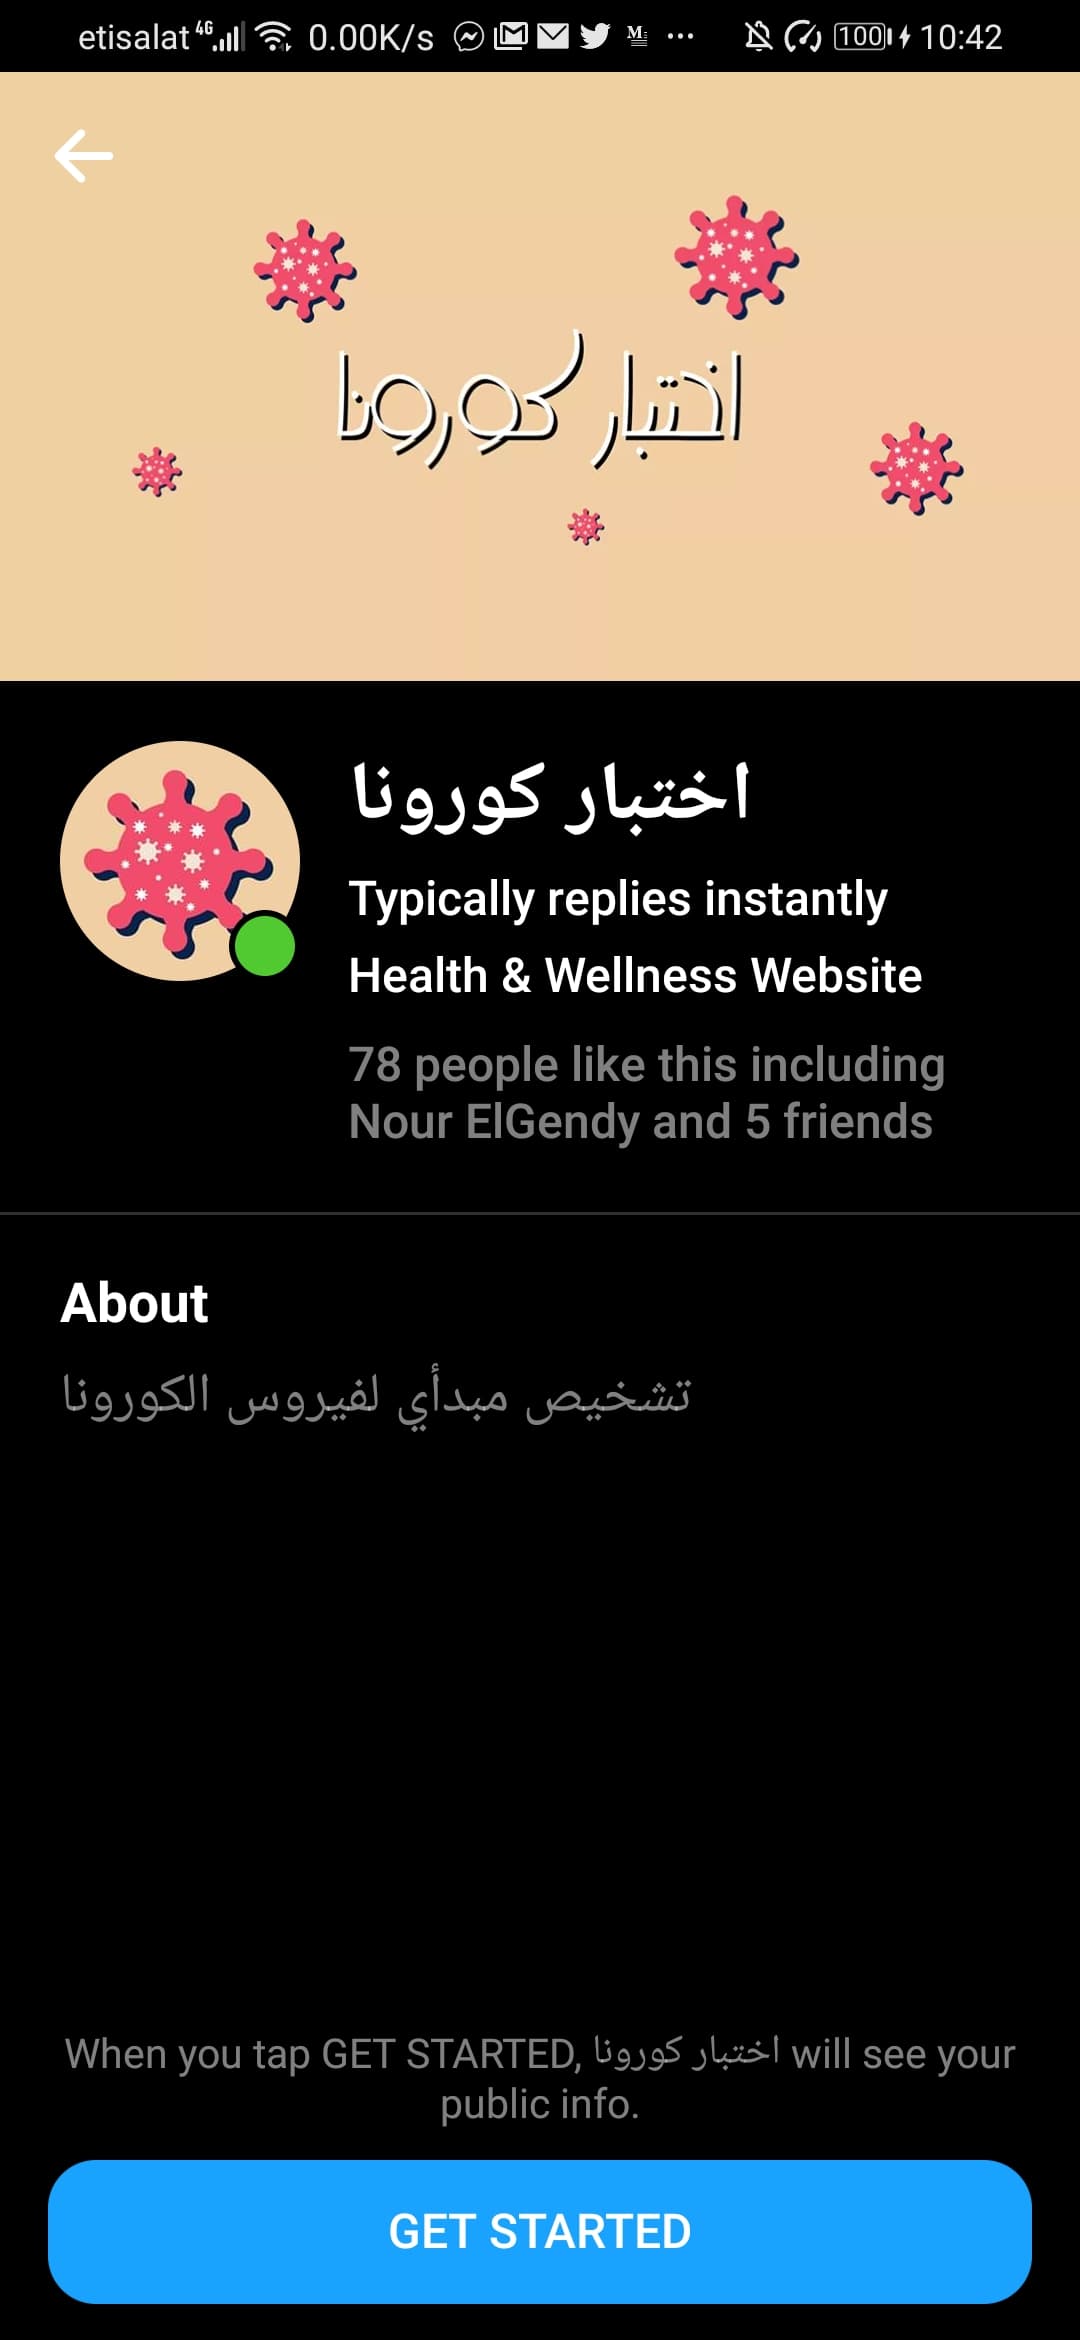 etisalat 4G 0.00K/s M 100 10:42
اختبار كورونا
اختبار كورونا
Typically replies instantly
Health & Wellness Website
78 people like this including
Nour ElGendy and 5 friends
About
تشخيص مبدأي لفيروس الكورونا
When you tap GET STARTED, اختبار كورونا will see your
public info.
GET STARTED